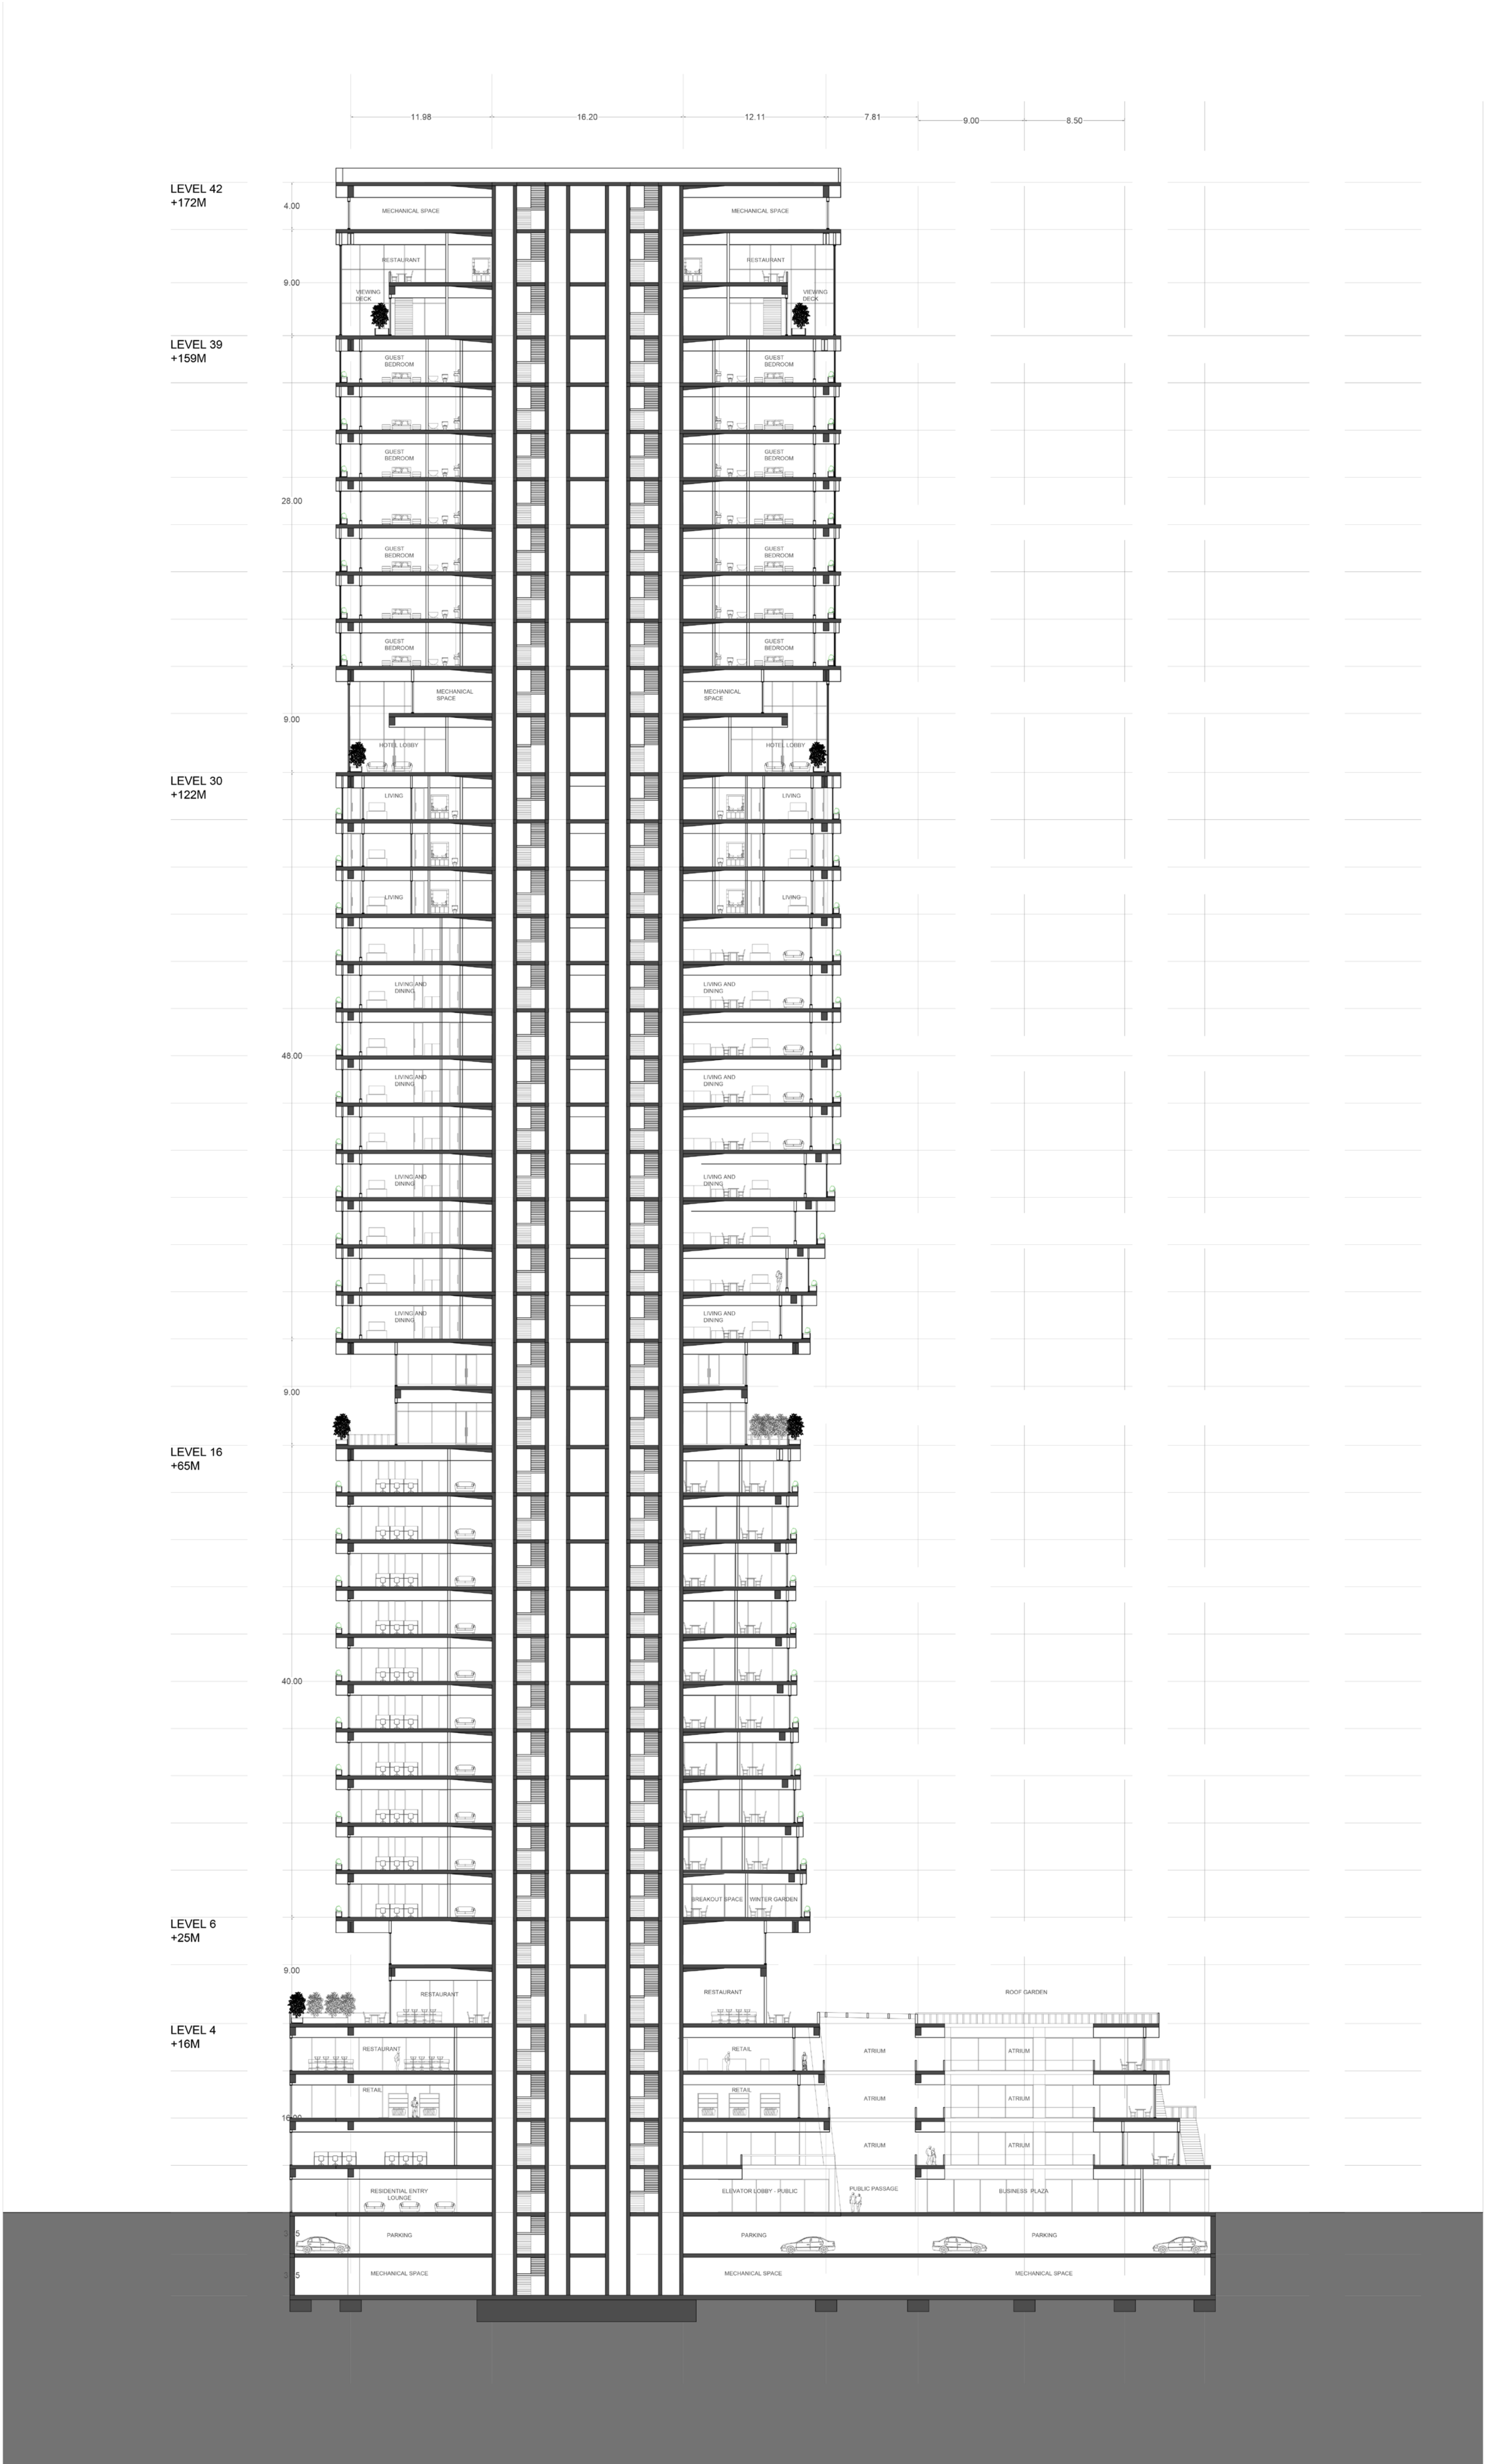 11.98
16.20
12.11
7.81
9.00
8.50
LEVEL 42
+172M
4.00
MECHANICAL SPACE
MECHANICAL SPACE
RESTAURANT
RESTAURANT
9.00
VIEWING
DECK
VIEWING
DECK
LEVEL 39
+159M
GUEST
BEDROOM
GUEST
BEDROOM
GUEST
BEDROOM
GUEST
BEDROOM
28.00
GUEST
BEDROOM
GUEST
BEDROOM
GUEST
BEDROOM
GUEST
BEDROOM
MECHANICAL
SPACE
MECHANICAL
SPACE
9.00
HOTEL LOBBY
HOTEL LOBBY
LEVEL 30
+122M
LIVING
LIVING
LIVING
LIVING
LIVING AND
DINING
LIVING AND
DINING
48.00
LIVING AND
DINING
LIVING AND
DINING
LIVING AND
DINING
LIVING AND
DINING
LIVING AND
DINING
LIVING AND
DINING
9.00
LEVEL 16
+65M
40.00
BREAKOUT SPACE
WINTER GARDEN
LEVEL 6
+25M
9.00
RESTAURANT
RESTAURANT
ROOF GARDEN
LEVEL 4
+16M
RESTAURANT
RETAIL
ATRIUM
ATRIUM
RETAIL
RETAIL
ATRIUM
ATRIUM
16.00
ATRIUM
ATRIUM
RESIDENTIAL ENTRY
LOUNGE
ELEVATOR LOBBY - PUBLIC
PUBLIC PASSAGE
BUSINESS PLAZA
PARKING
PARKING
PARKING
MECHANICAL SPACE
MECHANICAL SPACE
MECHANICAL SPACE